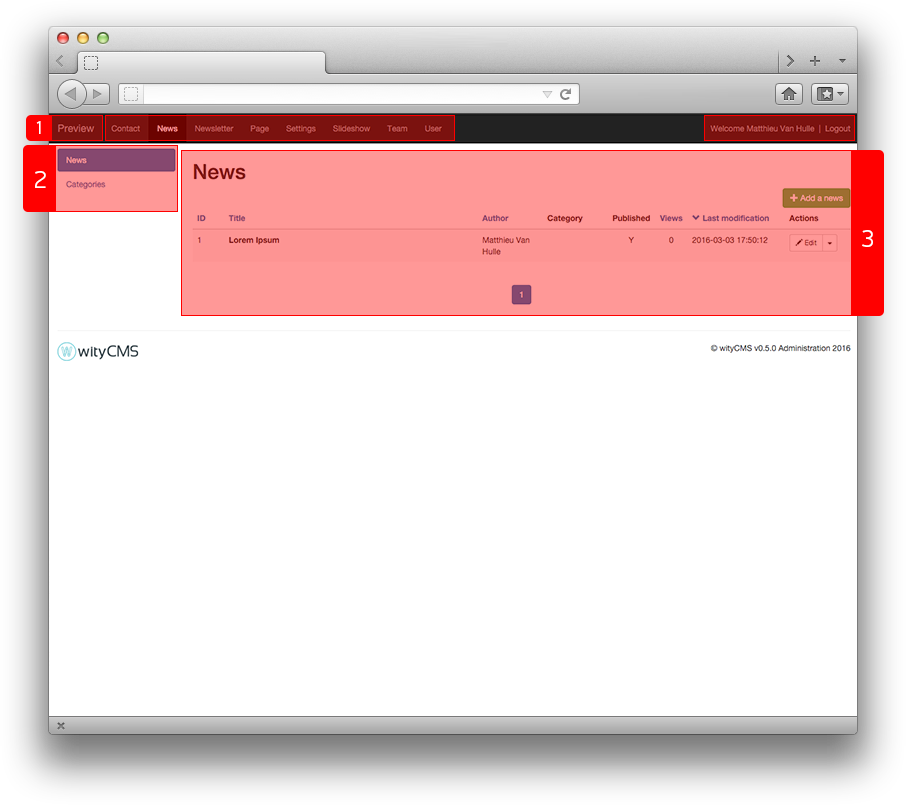 1 Preview Contact News Newsletter Page Settings Slideshow Team User Welcome Matthieu Van Hulle | Logout
2
News
Categories
News
Add a news
ID Title Author Category Published Views Last modification Actions
1 Lorem Ipsum Matthieu Van Hulle Y 0 2016-03-03 17:50:12 Edit
3
1
W wityCMS © wityCMS v0.5.0 Administration 2016